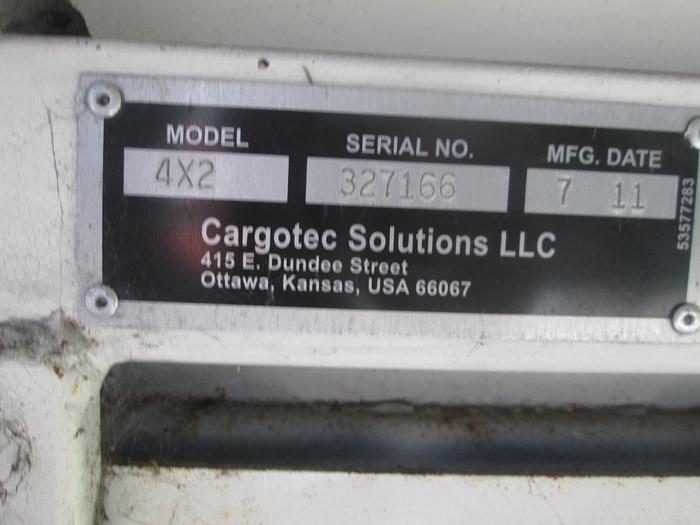 MODEL SERIAL NO. MFG. DATE
4X2 327166 7 11
Cargotec Solutions LLC
415 E. Dundee Street
Ottawa, Kansas, USA 66067
53577283